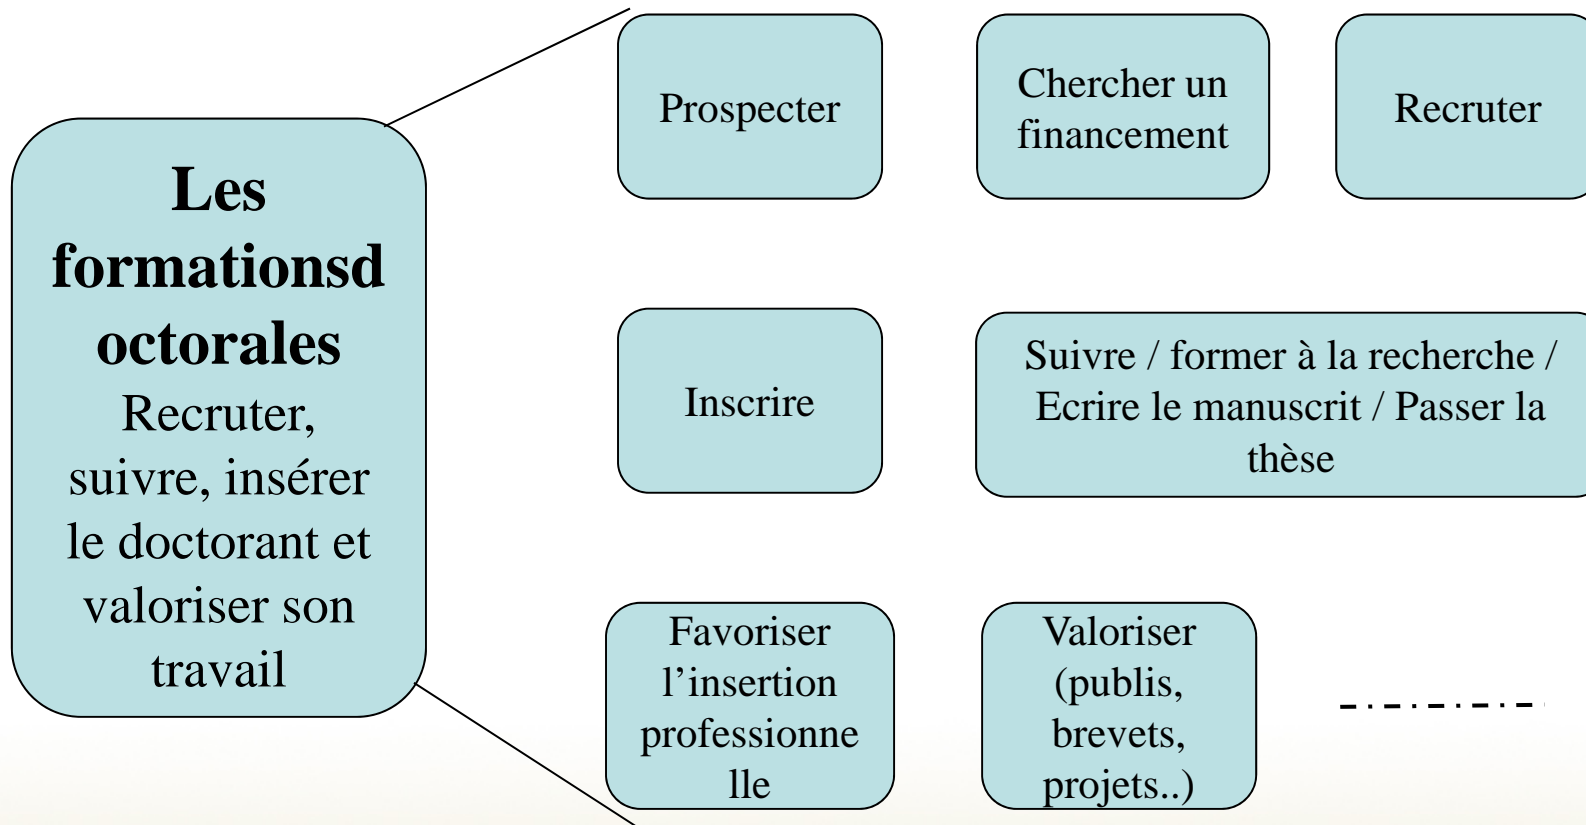 Les
formationsd
octorales
Recruter,
suivre, insérer
le doctorant et
valoriser son
travail
Prospecter
Chercher un
financement
Recruter
Inscrire
Suivre / former à la recherche /
Ecrire le manuscrit / Passer la
thèse
Favoriser
l’insertion
professionne
lle
Valoriser
(publis,
brevets,
projets..)